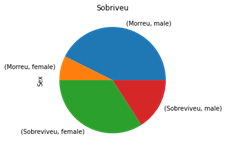 Sobriveu
(Morreu, male)
(Morreu, female)
Sex
(Sobreviveu, female)
(Sobreviveu, male)